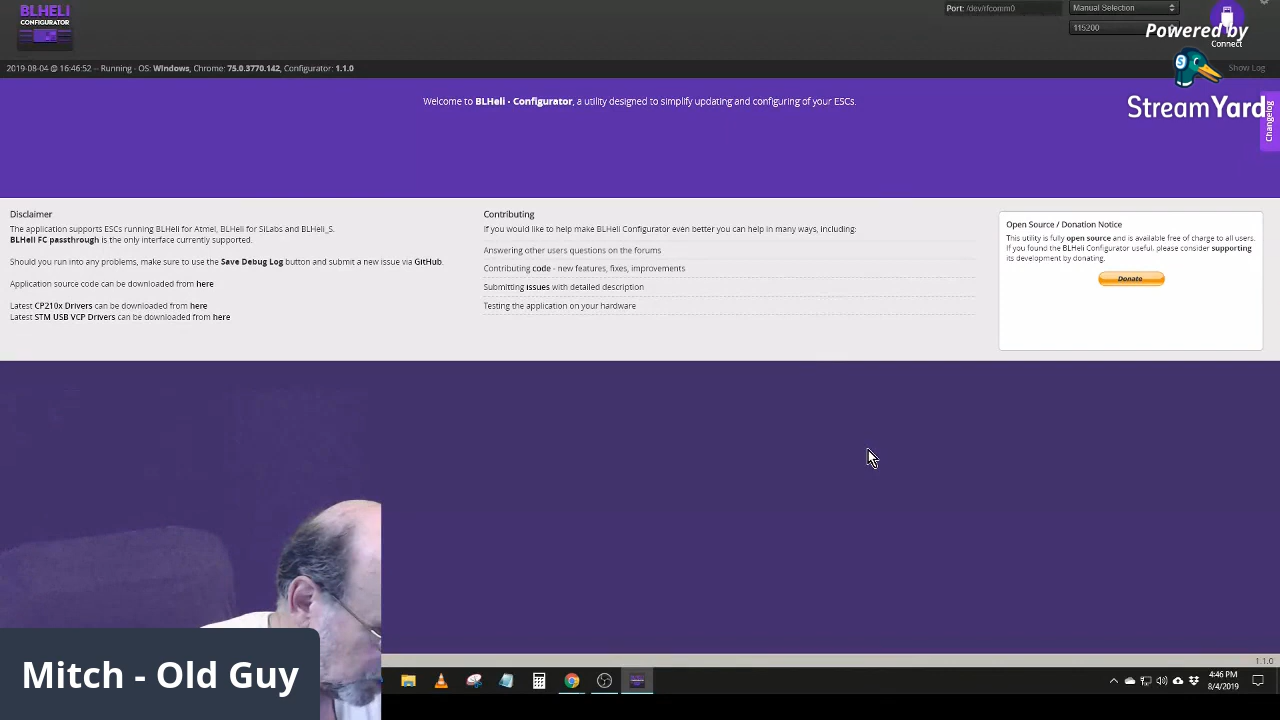 BLHELI
CONFIGURATOR
Port: /dev/rfcomm0
Manual Selection
115200
Connect
Powered by
StreamYard
2019-08-04 @ 16:46:52 -- Running - OS: Windows, Chrome: 75.0.3770.142, Configurator: 1.1.0
Show Log
Changelog
Welcome to BLHeli - Configurator, a utility designed to simplify updating and configuring of your ESCs.
Disclaimer
The application supports ESCs running BLHeli for Atmel, BLHeli for SiLabs and BLHeli_S.
BLHeli FC passthrough is the only interface currently supported.
Should you run into any problems, make sure to use the Save Debug Log button and submit a new issue via GitHub.
Application source code can be downloaded from here
Latest CP210x Drivers can be downloaded from here
Latest STM USB VCP Drivers can be downloaded from here
Contributing
If you would like to help make BLHeli Configurator even better you can help in many ways, including:
Answering other users questions on the forums
Contributing code - new features, fixes, improvements
Submitting issues with detailed description
Testing the application on your hardware
Open Source / Donation Notice
This utility is fully open source and is available free of charge to all users.
If you found the BLHeli Configurator useful, please consider supporting
its development by donating.
Donate
Mitch - Old Guy
1.1.0
4:46 PM
8/4/2019